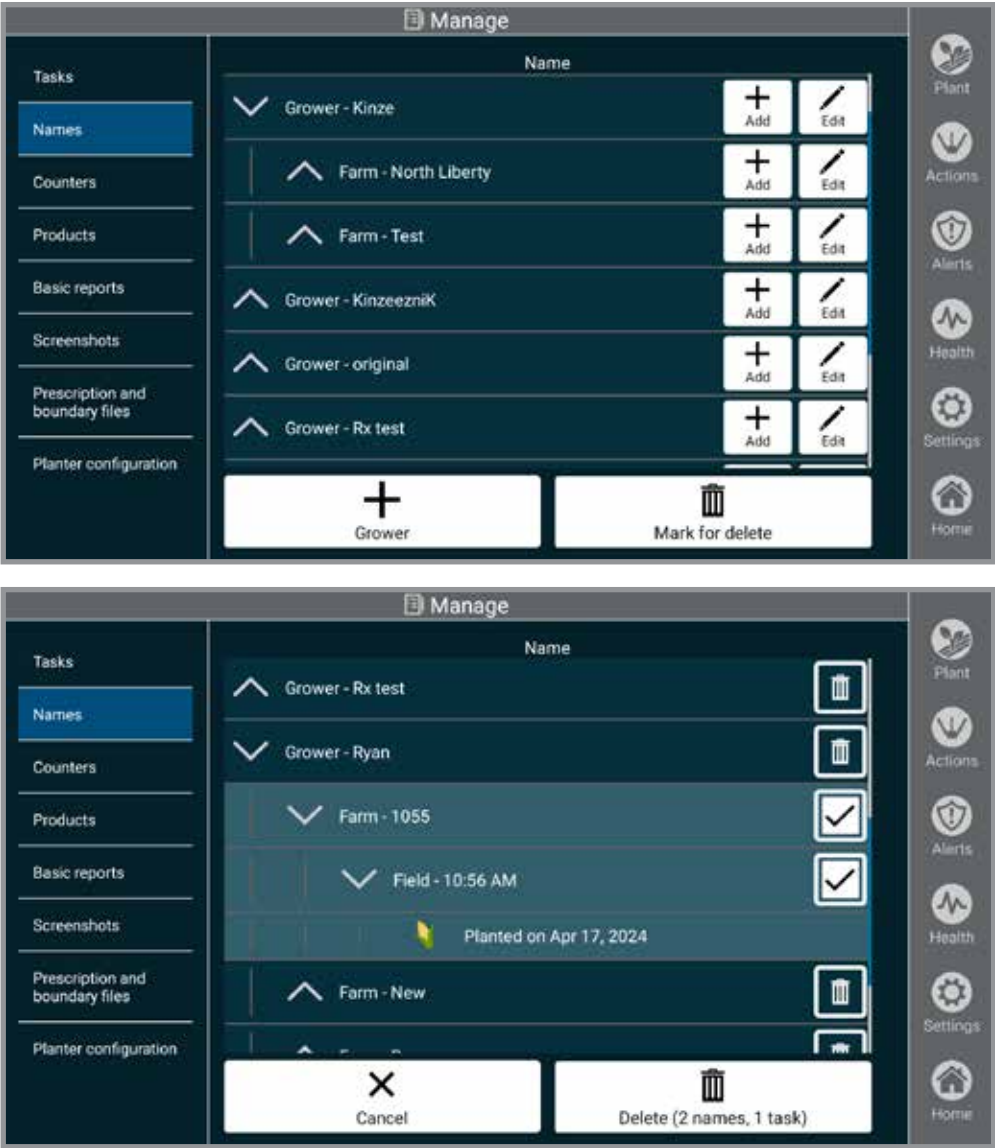 Manage
Name
Tasks
Names
Counters
Products
Basic reports
Screenshots
Prescription and
boundary files
Planter configuration
Grower - Kinze
Add
Edit
Farm - North Liberty
Add
Edit
Farm - Test
Add
Edit
Grower - KinzeezniK
Add
Edit
Grower - original
Add
Edit
Grower - Rx test
Add
Edit
Grower
Mark for delete
Plant
Actions
Alerts
Health
Settings
Home
Manage
Name
Tasks
Names
Counters
Products
Basic reports
Screenshots
Prescription and
boundary files
Planter configuration
Grower - Rx test
Grower - Ryan
Farm - 1055
Field - 10:56 AM
Planted on Apr 17, 2024
Farm - New
Cancel
Delete (2 names, 1 task)
Plant
Actions
Alerts
Health
Settings
Home